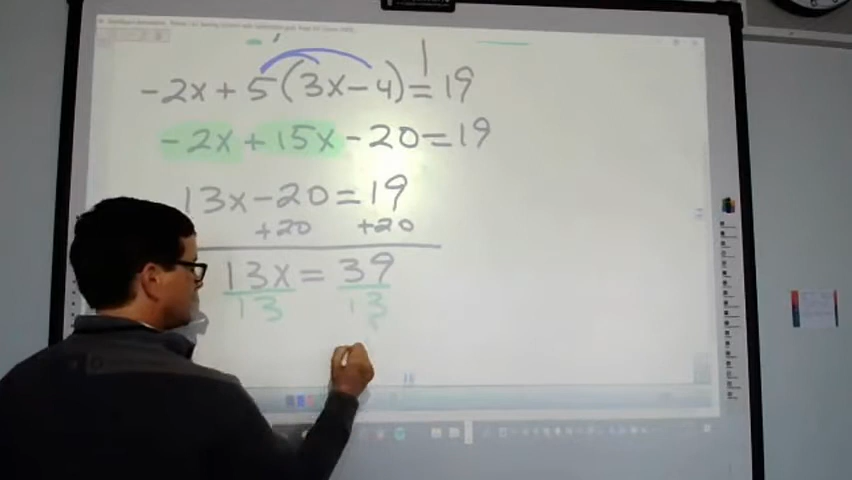 -2x + 5(3x-4) = 19
-2x + 15x - 20 = 19
13x - 20 = 19
+20 +20
13x = 39
13 13